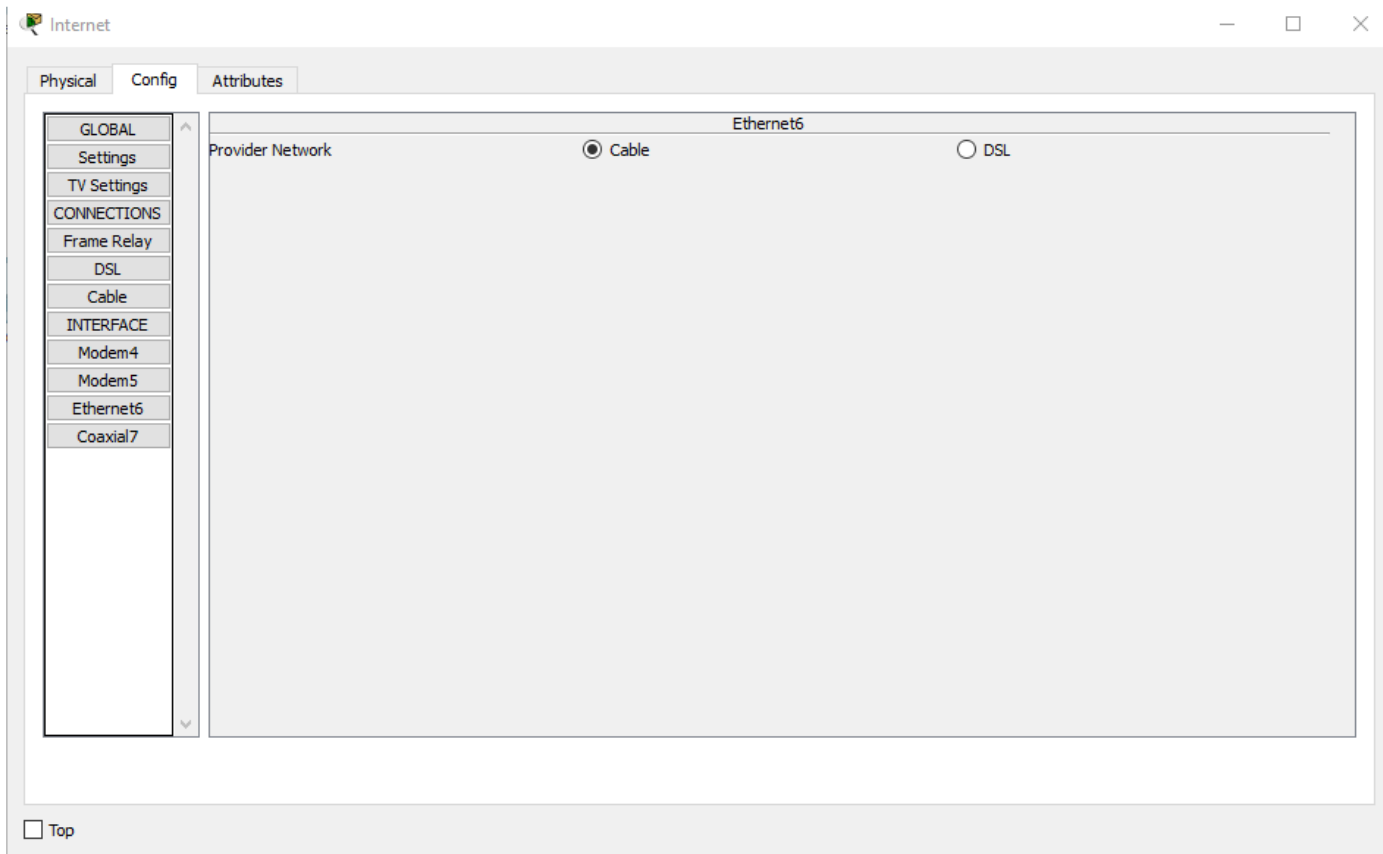 Internet
Physical Config Attributes
GLOBAL
Settings
TV Settings
CONNECTIONS
Frame Relay
DSL
Cable
INTERFACE
Modem4
Modem5
Ethernet6
Coaxial7
Ethernet6
Provider Network Cable DSL
Top